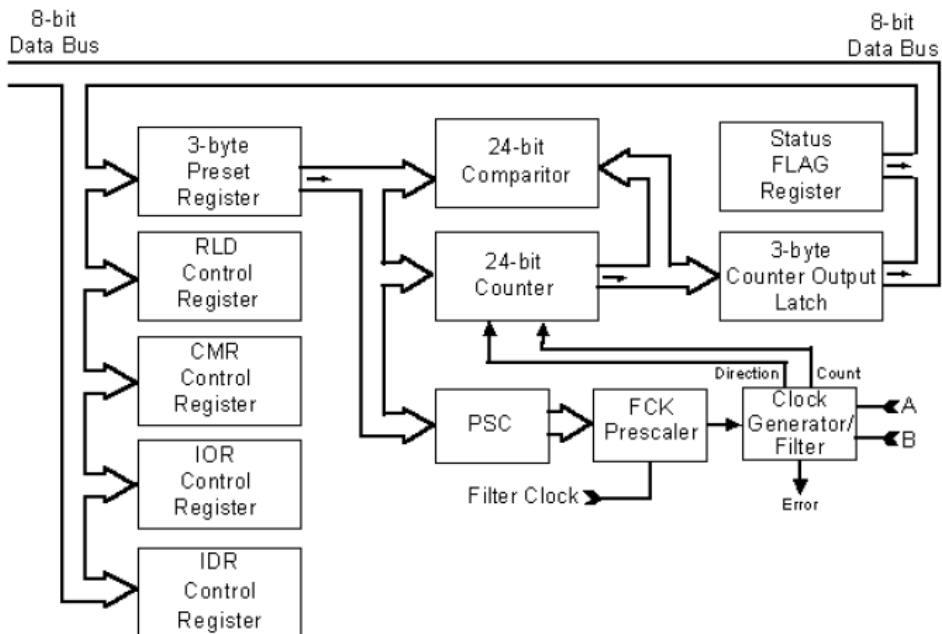 8-bit
Data Bus
8-bit
Data Bus
3-byte
Preset
Register
24-bit
Comparitor
Status
FLAG
Register
RLD
Control
Register
24-bit
Counter
3-byte
Counter Output
Latch
CMR
Control
Register
Direction
Count
PSC
FCK
Prescaler
Clock
Generator/
Filter
A
B
IOR
Control
Register
Filter Clock
Error
IDR
Control
Register